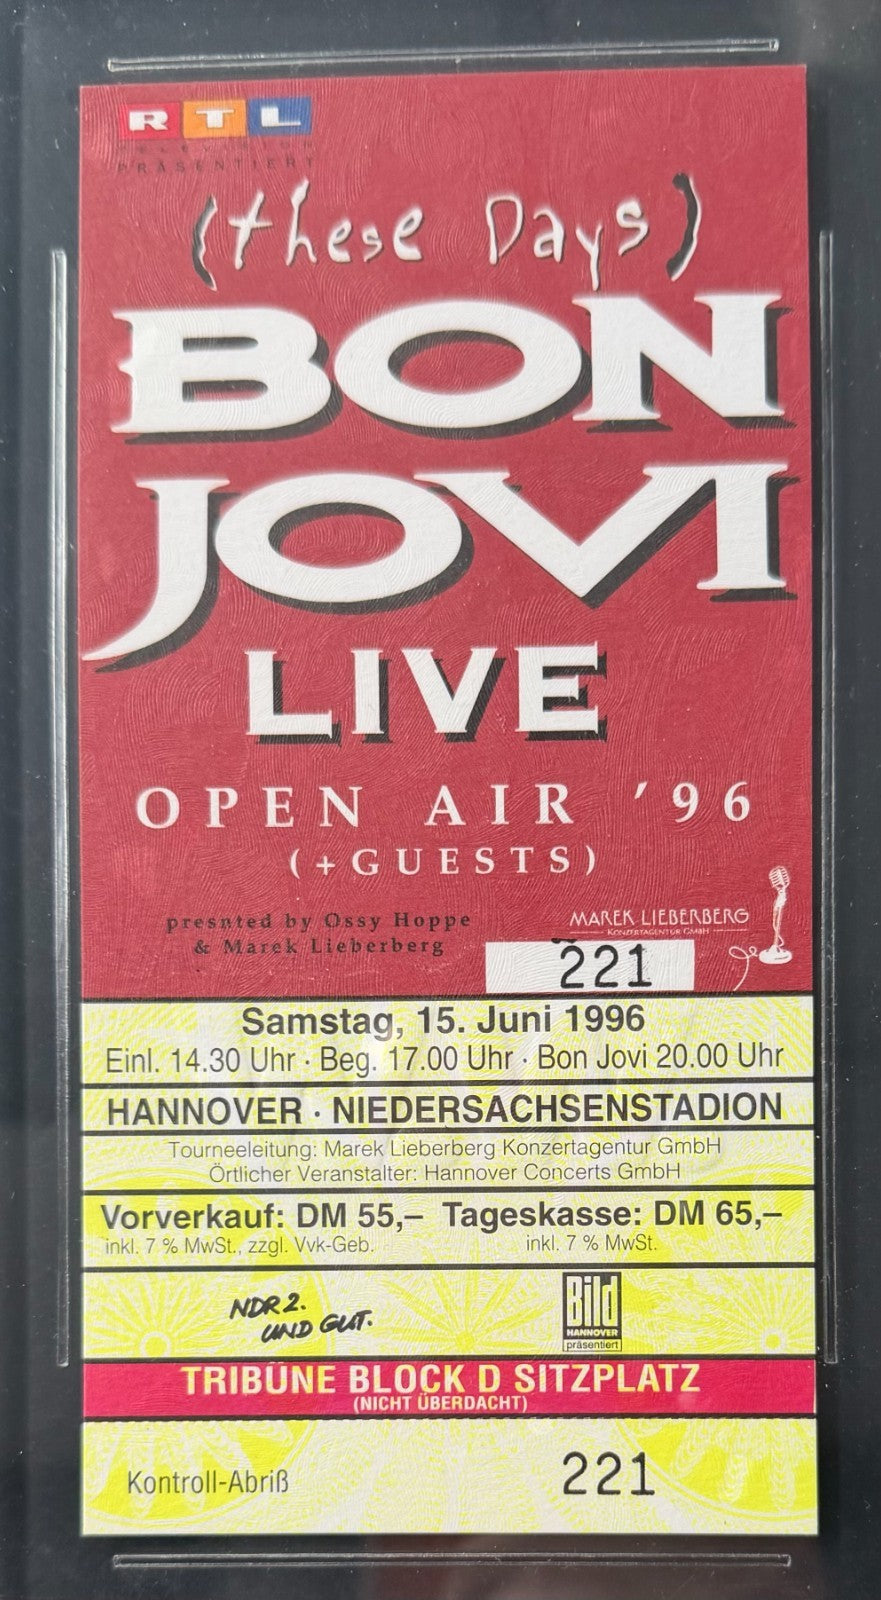 RTL
TELEVISION
PRÄSENTIERT
(these Days)
BON
JOVI
LIVE
OPEN AIR '96
(+GUESTS)
presnted by Ossy Hoppe
& Marek Lieberberg
MAREK LIEBERBERG
KONZERTAGENTUR GMBH
221
Samstag, 15. Juni 1996
Einl. 14.30 Uhr · Beg. 17.00 Uhr · Bon Jovi 20.00 Uhr
HANNOVER · NIEDERSACHSENSTADION
Tourneeleitung: Marek Lieberberg Konzertagentur GmbH
Örtlicher Veranstalter: Hannover Concerts GmbH
Vorverkauf: DM 55,– Tageskasse: DM 65,–
inkl. 7 % MwSt., zzgl. Vvk-Geb. inkl. 7 % MwSt.
NDR 2.
UND GUT.
Bild
HANNOVER
präsentiert
TRIBÜNE BLOCK D SITZPLATZ
(NICHT ÜBERDACHT)
Kontroll-Abriß 221